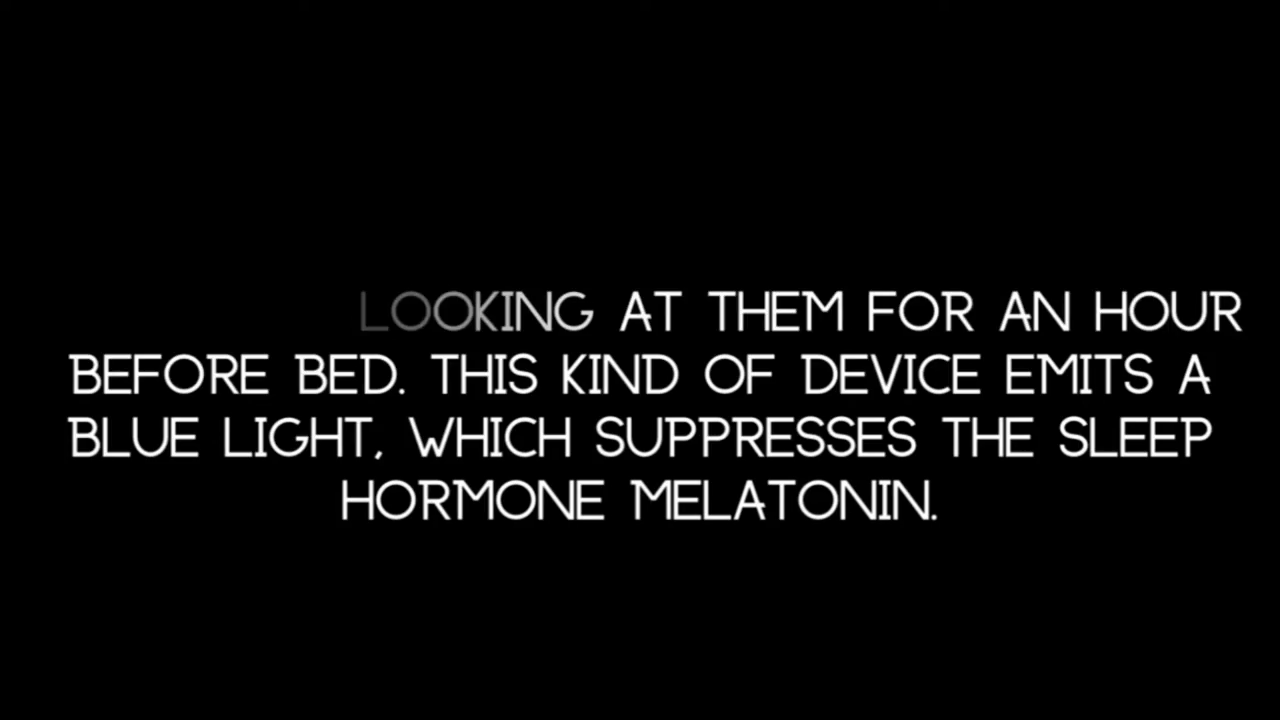 LOOKING AT THEM FOR AN HOUR
BEFORE BED. THIS KIND OF DEVICE EMITS A
BLUE LIGHT, WHICH SUPPRESSES THE SLEEP
HORMONE MELATONIN.